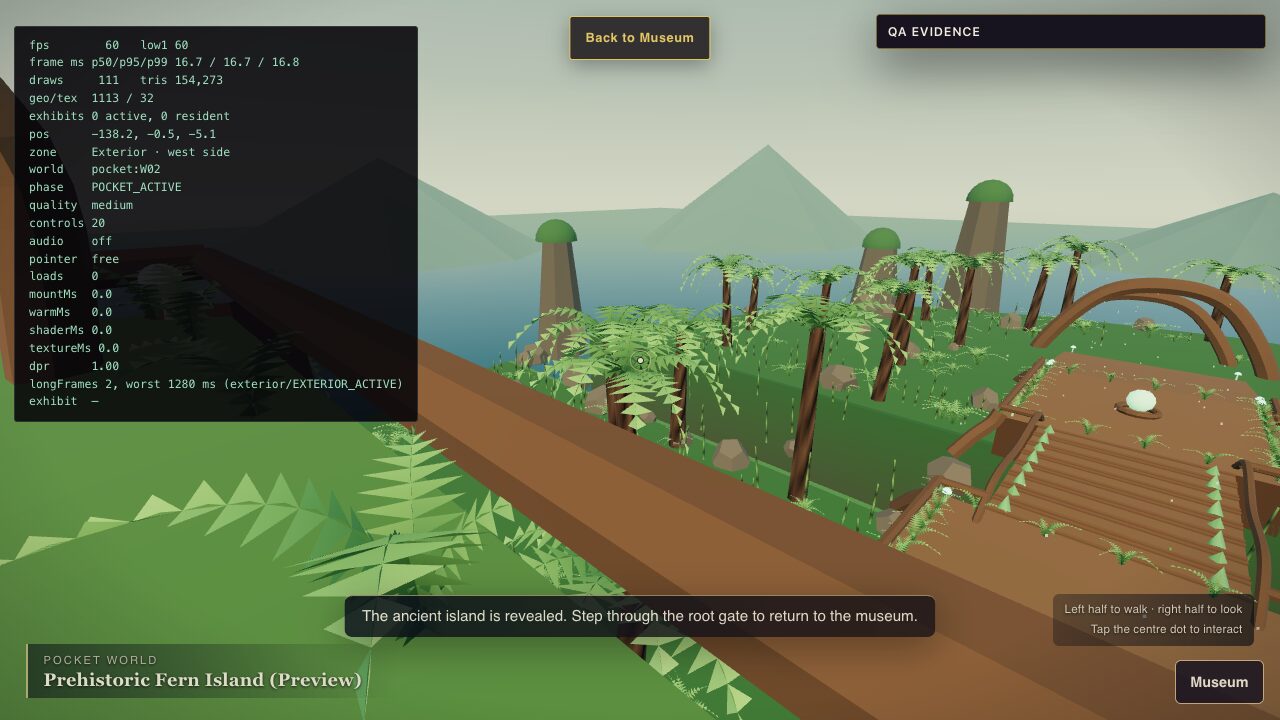 fps 60 low1 60
frame ms p50/p95/p99 16.7 / 16.7 / 16.8
draws 111 tris 154,273
geo/tex 1113 / 32
exhibits 0 active, 0 resident
pos −138.2, −0.5, −5.1
zone Exterior · west side
world pocket:W02
phase POCKET_ACTIVE
quality medium
controls 20
audio off
pointer free
loads 0
mountMs 0.0
warmMs 0.0
shaderMs 0.0
textureMs 0.0
dpr 1.00
longFrames 2, worst 1280 ms (exterior/EXTERIOR_ACTIVE)
exhibit —
Back to Museum
QA EVIDENCE
The ancient island is revealed. Step through the root gate to return to the museum.
Left half to walk · right half to look
Tap the centre dot to interact
POCKET WORLD
Prehistoric Fern Island (Preview)
Museum